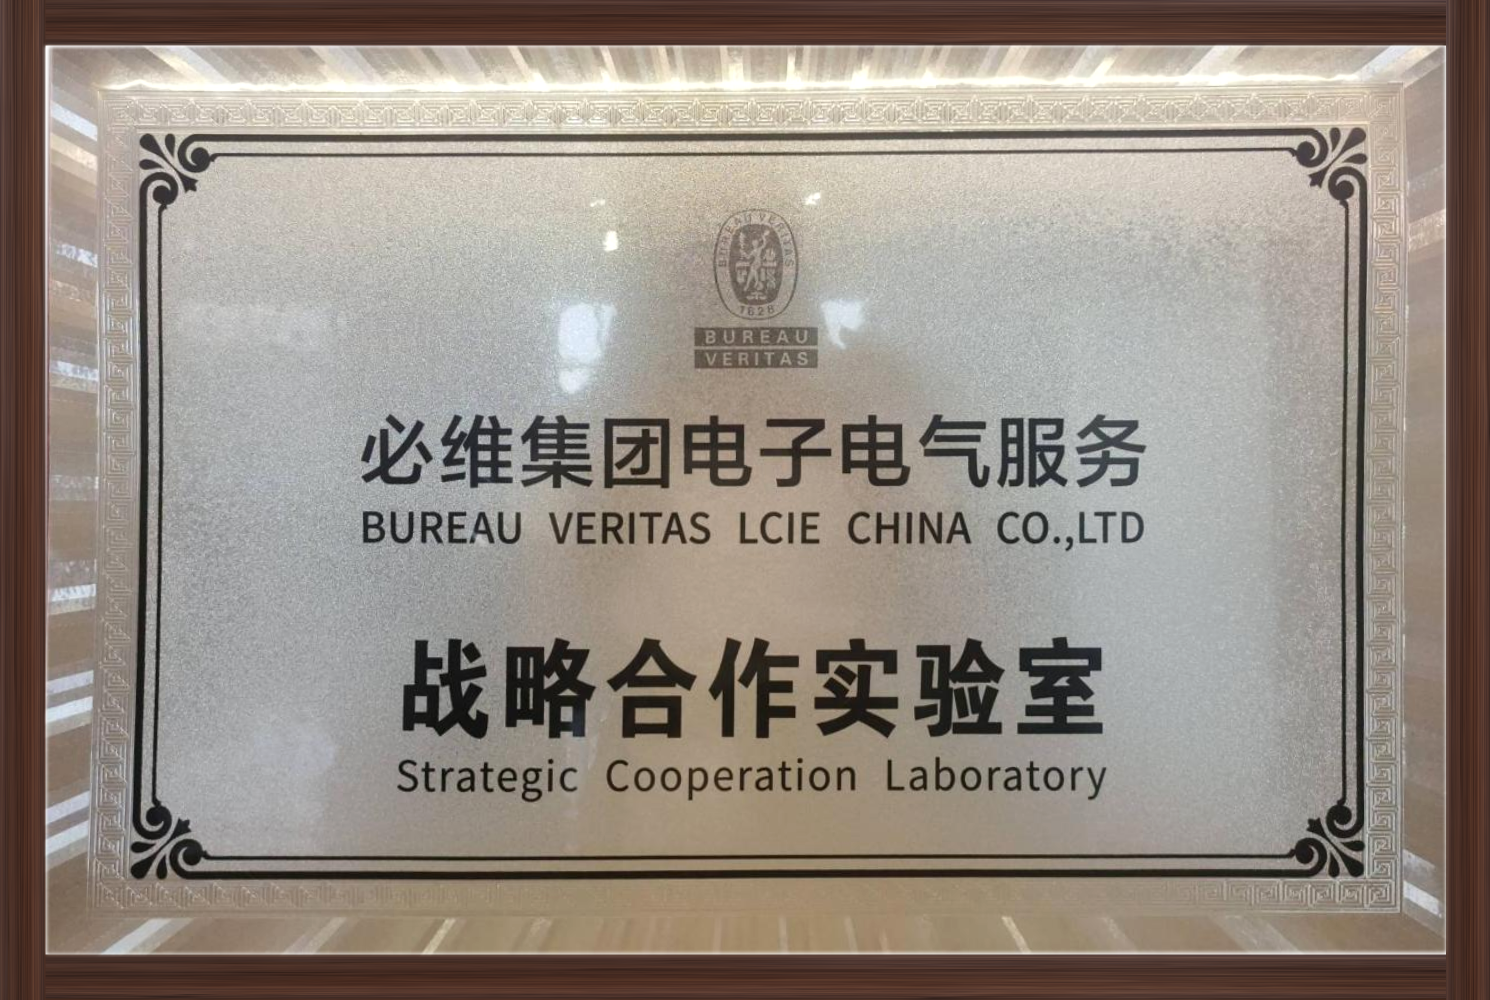 BUREAU VERITAS
1828
BUREAU
VERITAS
必维集团电子电气服务
BUREAU VERITAS LCIE CHINA CO.,LTD
战略合作实验室
Strategic Cooperation Laboratory